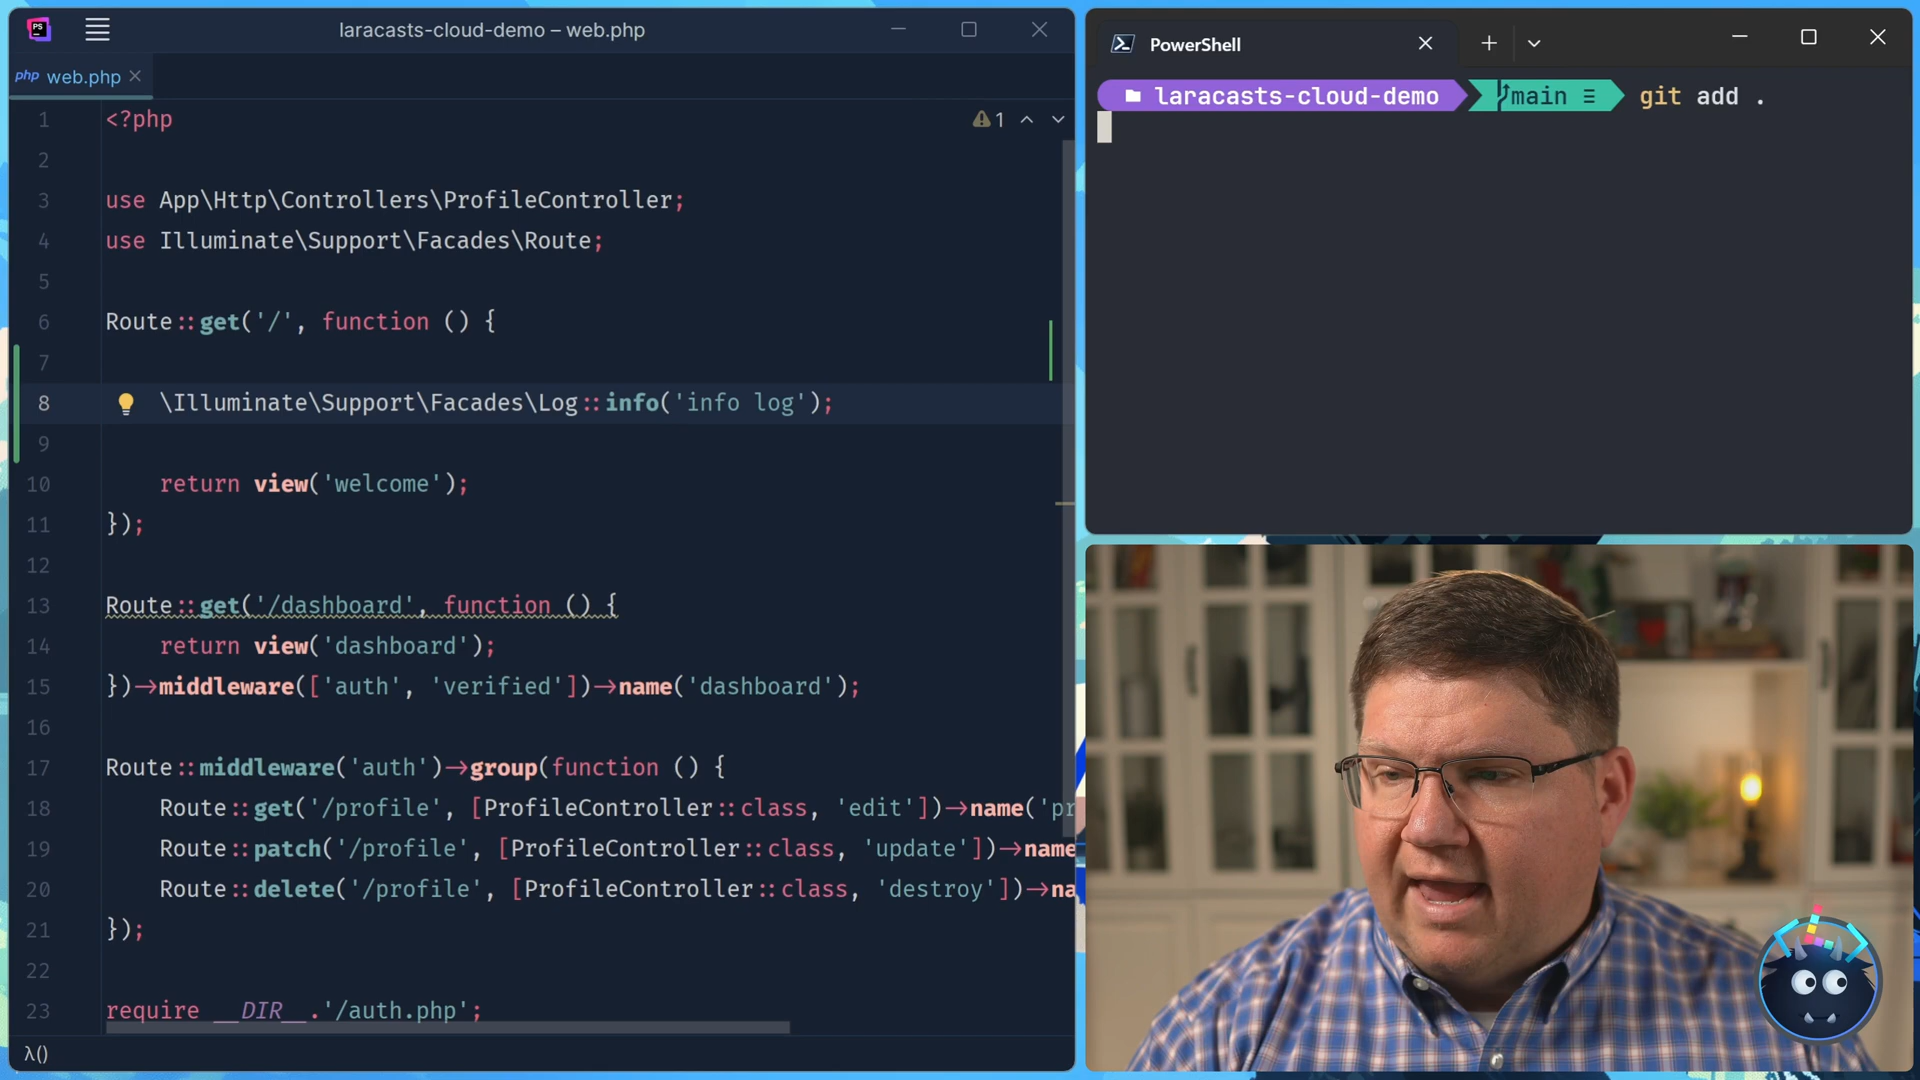 PS
laracasts-cloud-demo – web.php
php web.php
1 <?php
1
2
3 use App\Http\Controllers\ProfileController;
4 use Illuminate\Support\Facades\Route;
5
6 Route::get('/', function () {
7
8 \Illuminate\Support\Facades\Log::info('info log');
9
10 return view('welcome');
11 });
12
13 Route::get('/dashboard', function () {
14 return view('dashboard');
15 })->middleware(['auth', 'verified'])->name('dashboard');
16
17 Route::middleware('auth')->group(function () {
18 Route::get('/profile', [ProfileController::class, 'edit'])->name('pr
19 Route::patch('/profile', [ProfileController::class, 'update'])->name
20 Route::delete('/profile', [ProfileController::class, 'destroy'])->na
21 });
22
23 require __DIR__.'/auth.php';
λ()
PowerShell
laracasts-cloud-demo main ≡ git add .